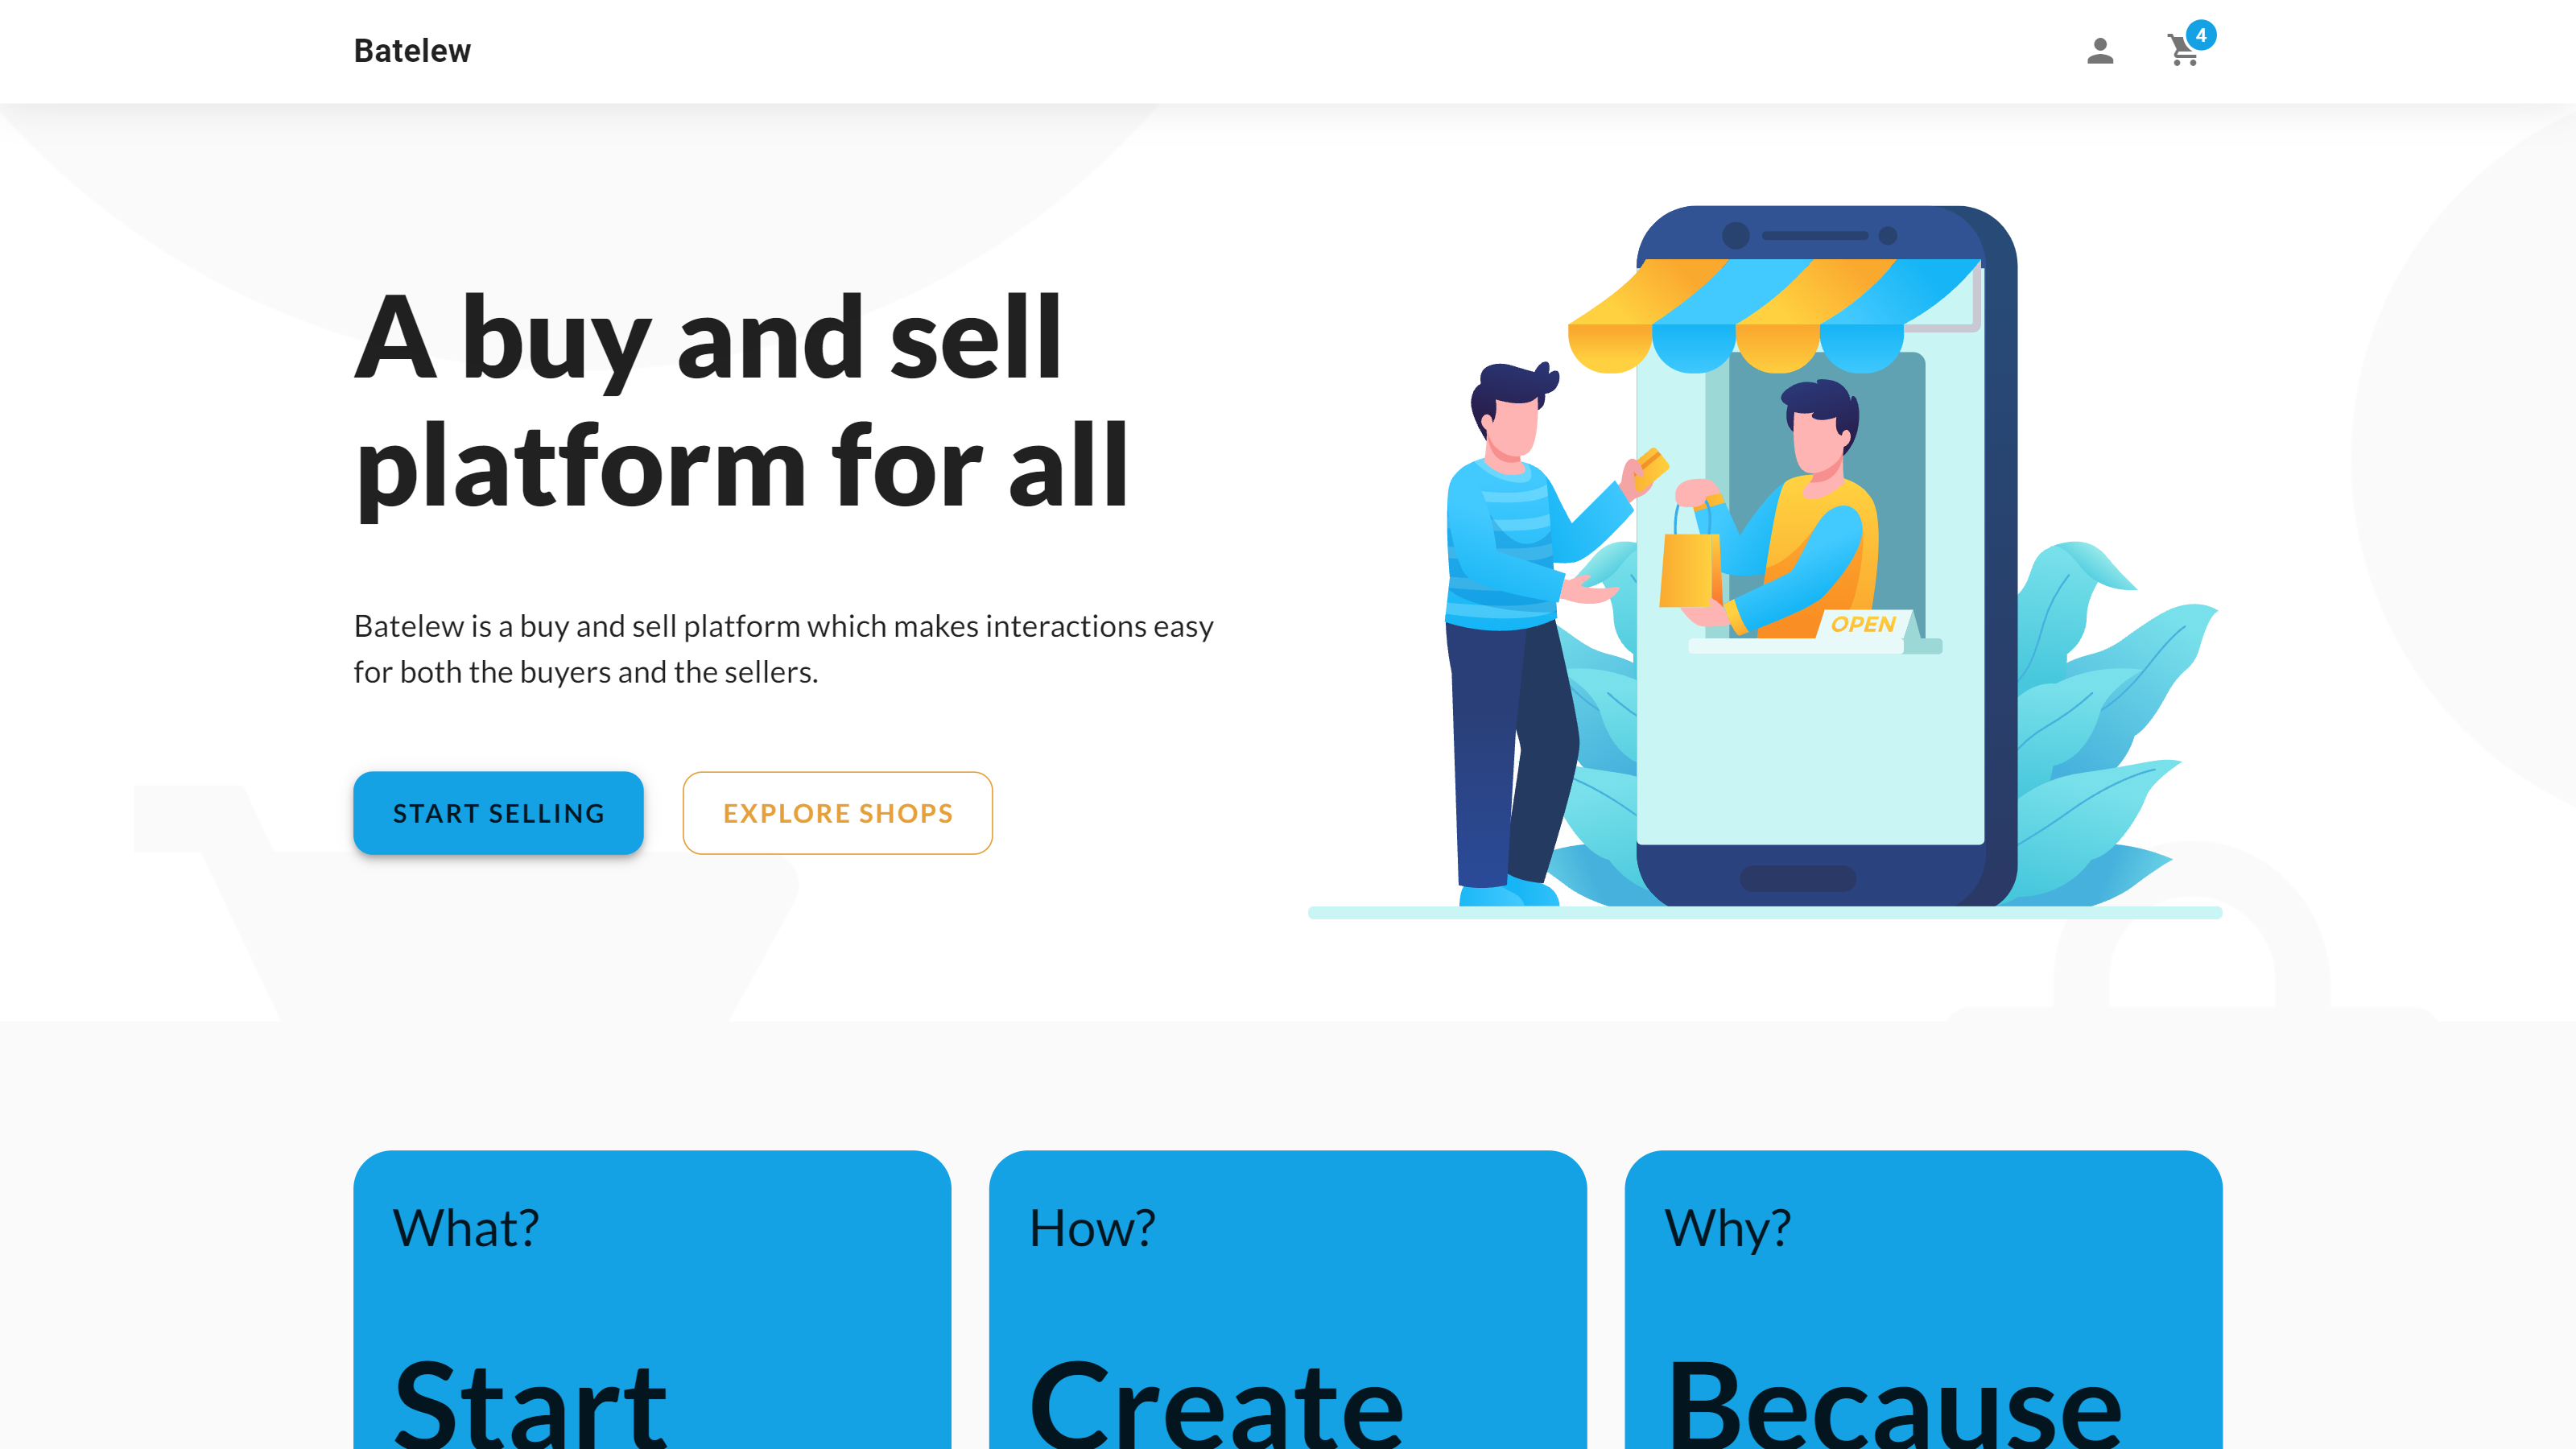 Batelew
4
A buy and sell
platform for all
Batelew is a buy and sell platform which makes interactions easy
for both the buyers and the sellers.
START SELLING
EXPLORE SHOPS
OPEN
What?
How?
Why?
Start
Create
Because